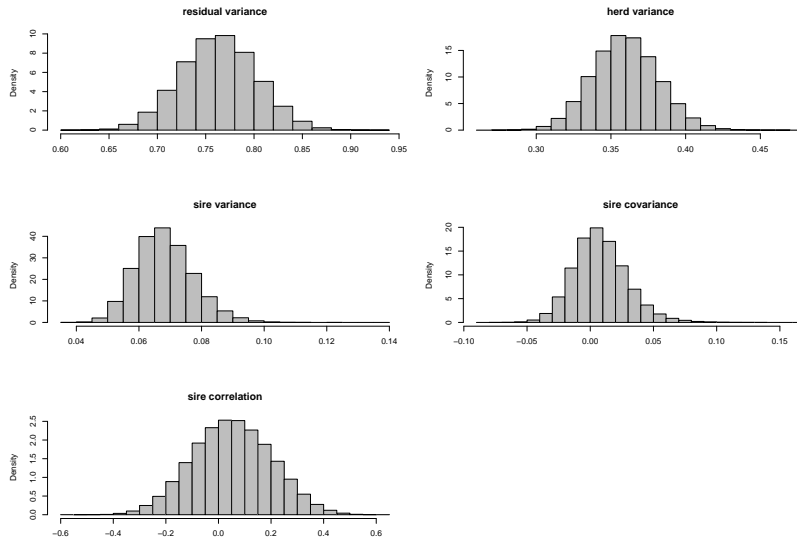 residual variance
Density
0 2 4 6 8 10
0.60 0.65 0.70 0.75 0.80 0.85 0.90 0.95
herd variance
Density
0 5 10 15
0.30 0.35 0.40 0.45
sire variance
Density
0 10 20 30 40
0.04 0.06 0.08 0.10 0.12 0.14
sire covariance
Density
0 5 10 15 20
−0.10 −0.05 0.00 0.05 0.10 0.15
sire correlation
Density
0.0 0.5 1.0 1.5 2.0 2.5
−0.6 −0.4 −0.2 0.0 0.2 0.4 0.6